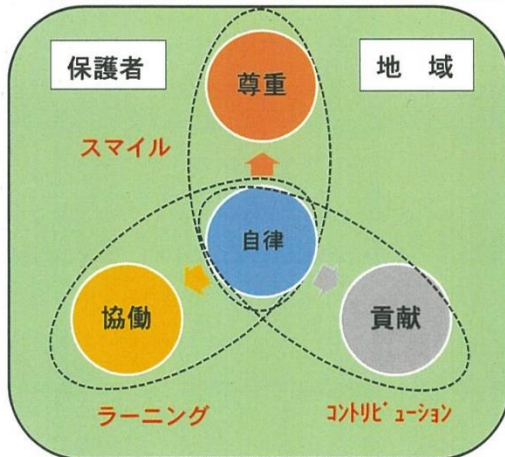 保護者
地　域
尊重
スマイル
自律
協働
貢献
ラーニング
ｺﾝﾄﾘﾋﾞｭｰｼｮﾝ